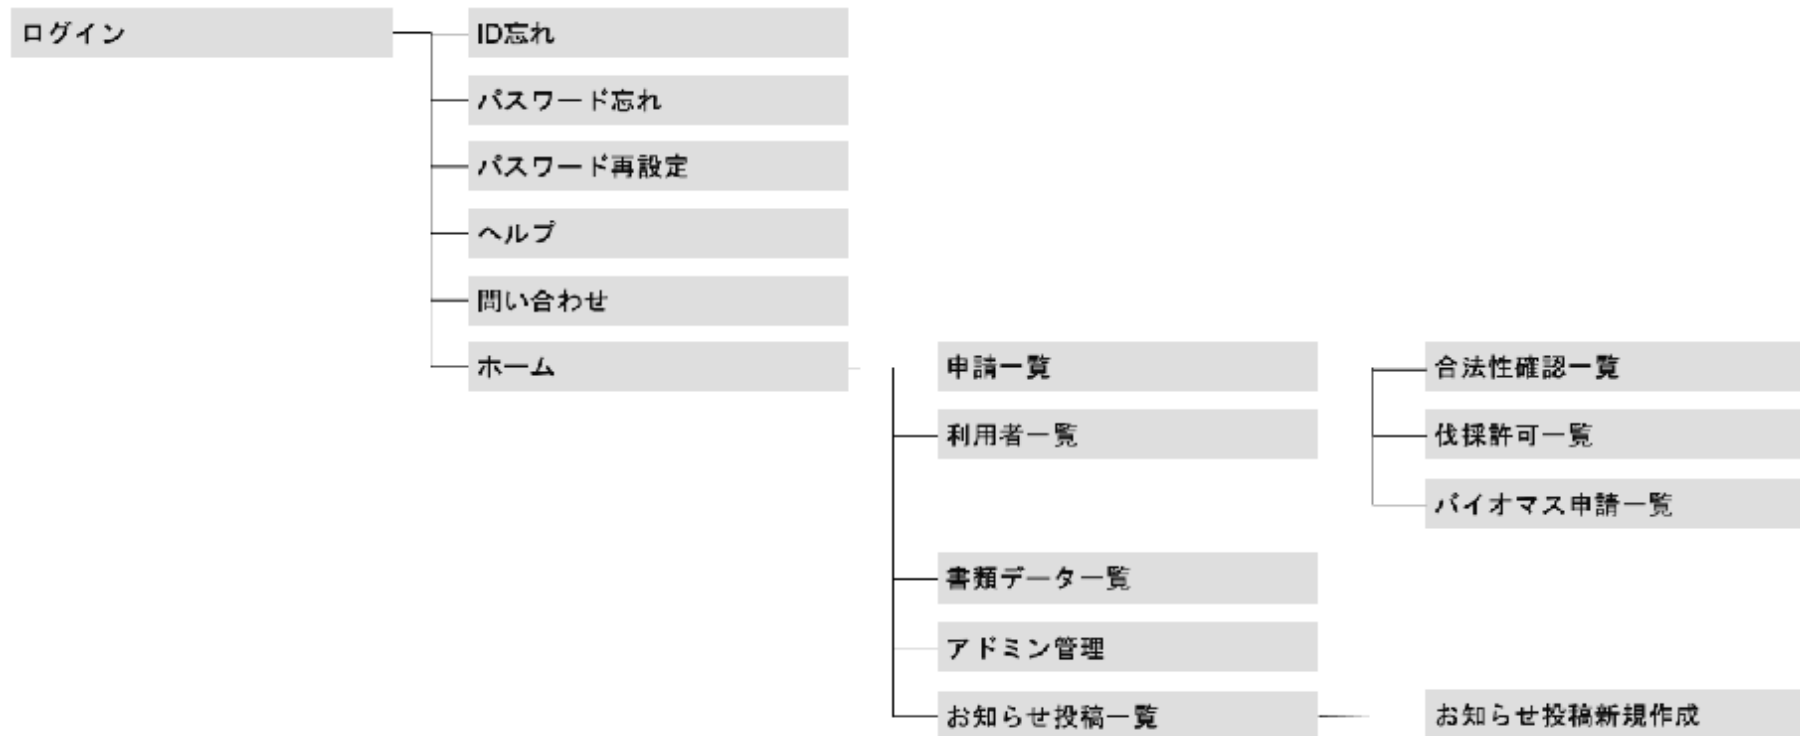 ログイン
ID忘れ
パスワード忘れ
パスワード再設定
ヘルプ
問い合わせ
ホーム
申請一覧
合法性確認一覧
利用者一覧
伐採許可一覧
バイオマス申請一覧
書類データ一覧
アドミン管理
お知らせ投稿一覧
お知らせ投稿新規作成